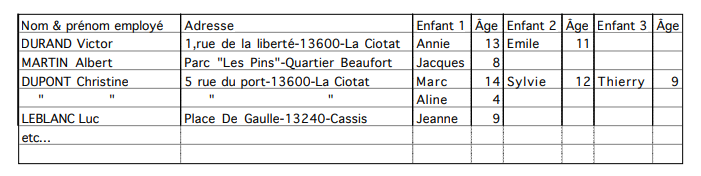 Nom & prénom employé Adresse Enfant 1 Âge Enfant 2 Âge Enfant 3 Âge
DURAND Victor 1,rue de la liberté-13600-La Ciotat Annie 13 Emile 11
MARTIN Albert Parc "Les Pins"-Quartier Beaufort Jacques 8
DUPONT Christine 5 rue du port-13600-La Ciotat Marc 14 Sylvie 12 Thierry 9
" " " " Aline 4
LEBLANC Luc Place De Gaulle-13240-Cassis Jeanne 9
etc...